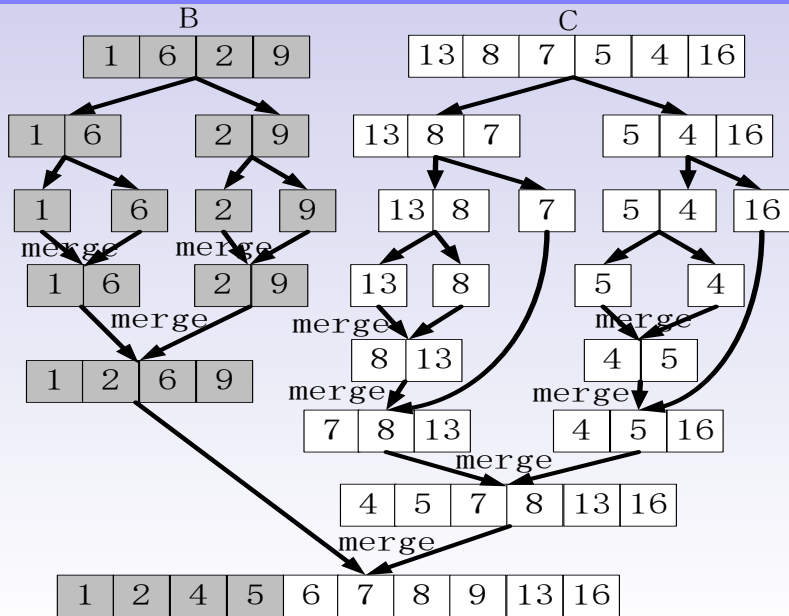 B C
1 6 2 9 13 8 7 5 4 16
1 6 2 9 13 8 7 5 4 16
1 6 2 9 13 8 7 5 4 16
merge merge
1 6 2 9 13 8 5 4
merge merge merge
8 13 4 5
1 2 6 9 merge merge
7 8 13 4 5 16
merge
4 5 7 8 13 16
merge
1 2 4 5 6 7 8 9 13 16